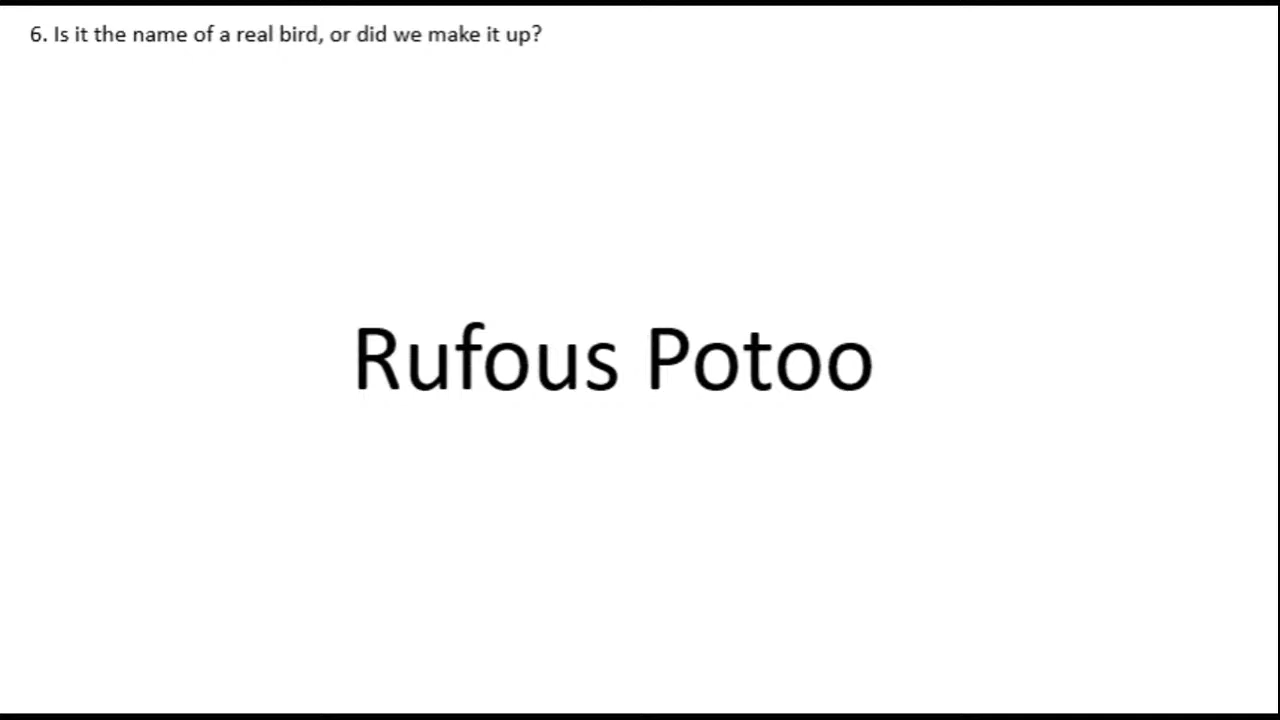 6. Is it the name of a real bird, or did we make it up?
Rufous Potoo